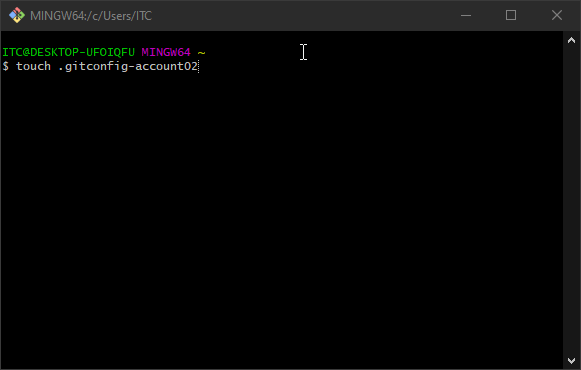 MINGW64:/c/Users/ITC
ITC@DESKTOP-UFOIQFU MINGW64 ~
$ touch .gitconfig-account02